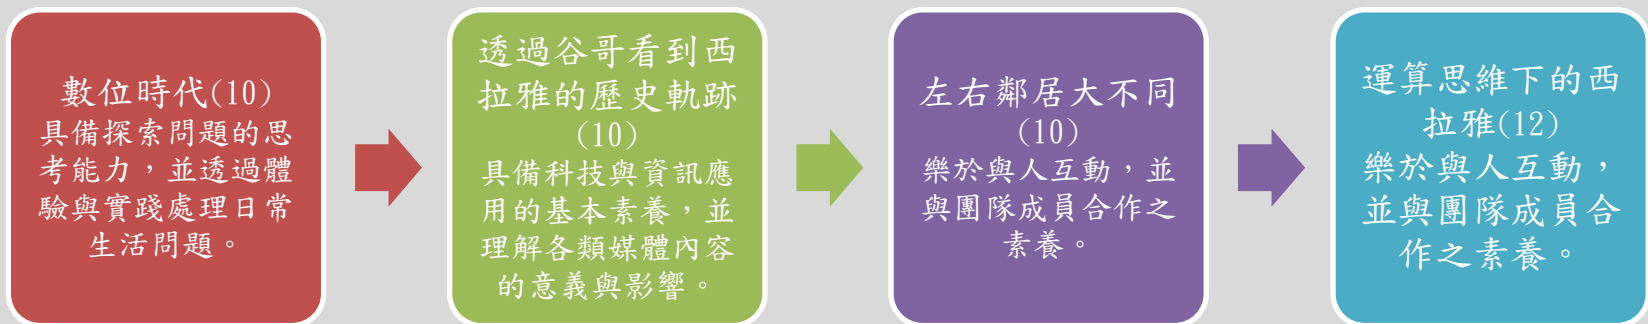 數位時代(10)
具備探索問題的思
考能力，並透過體
驗與實踐處理日常
生活問題。
透過谷哥看到西
拉雅的歷史軌跡
(10)
具備科技與資訊應
用的基本素養，並
理解各類媒體內容
的意義與影響。
左右鄰居大不同
(10)
樂於與人互動，並
與團隊成員合作之
素養。
運算思維下的西
拉雅(12)
樂於與人互動，
並與團隊成員合
作之素養。